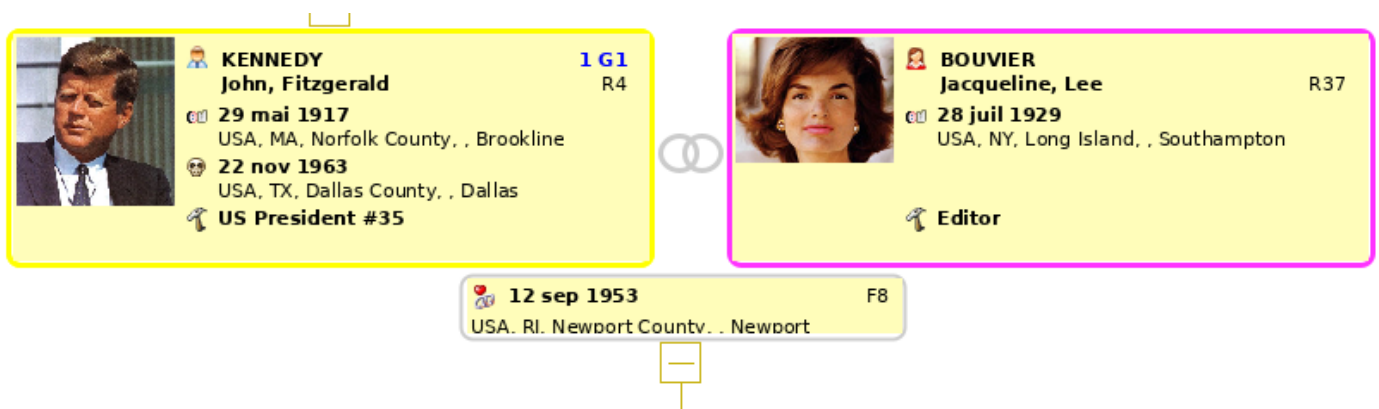 KENNEDY 1 G1
John, Fitzgerald R4
29 mai 1917
USA, MA, Norfolk County, , Brookline
22 nov 1963
USA, TX, Dallas County, , Dallas
US President #35
BOUVIER
Jacqueline, Lee R37
28 juil 1929
USA, NY, Long Island, , Southampton
Editor
12 sep 1953 F8
USA, RI, Newport County, , Newport